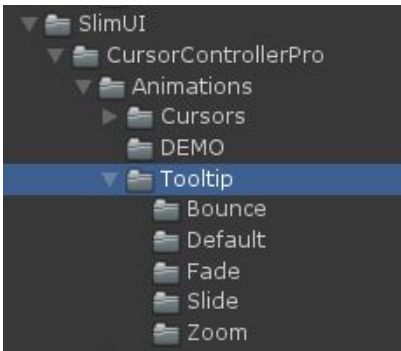 SlimUI
CursorControllerPro
Animations
Cursors
DEMO
Tooltip
Bounce
Default
Fade
Slide
Zoom